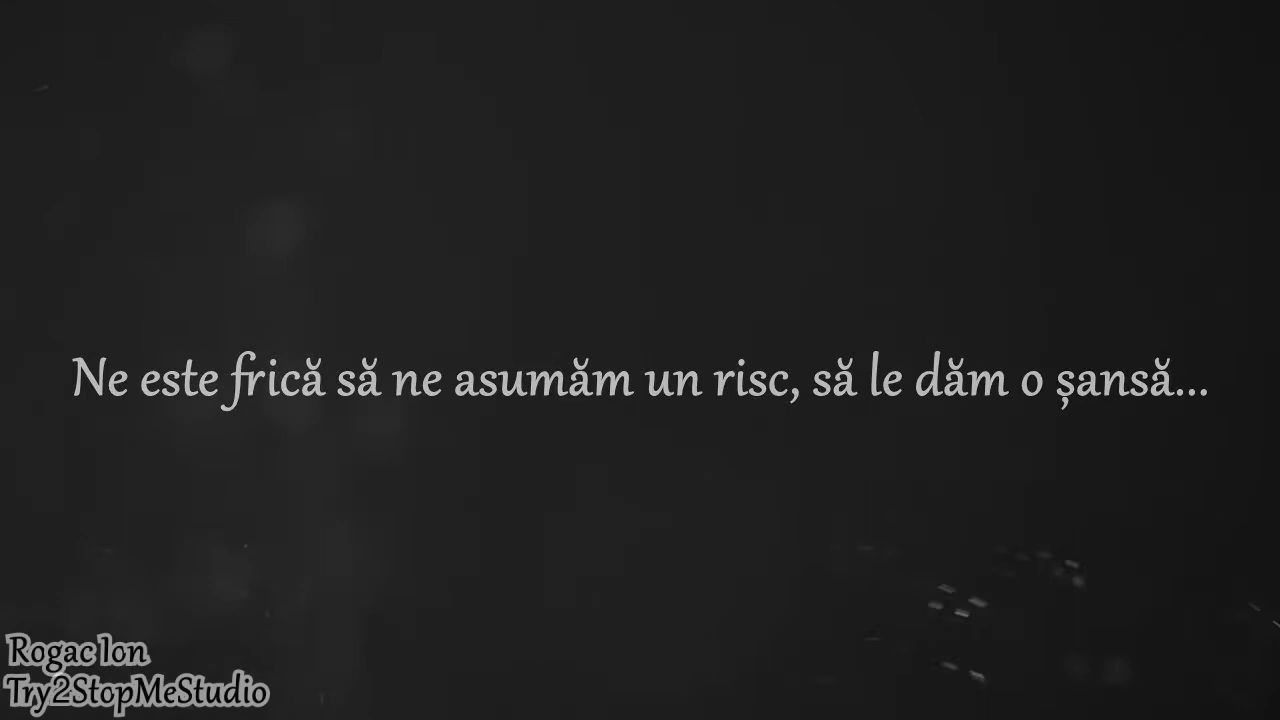 Ne este frică să ne asumăm un risc, să le dăm o șansă...
Rogac Ion
Try2StopMeStudio